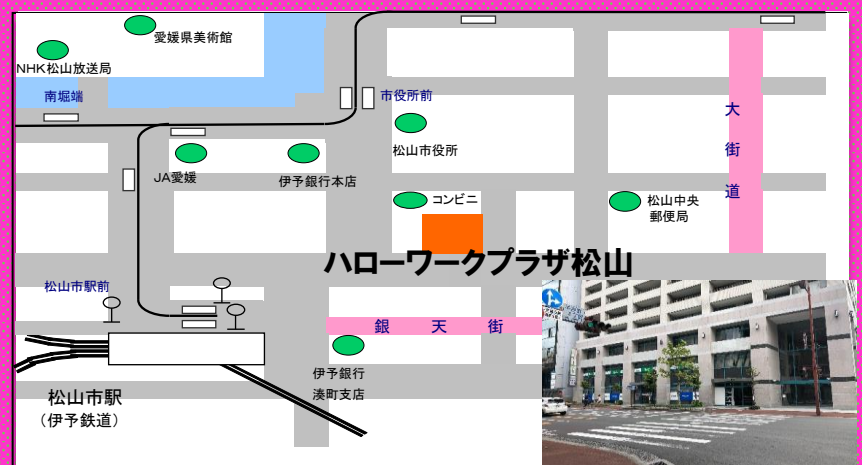 愛媛県美術館
NHK松山放送局
南堀端
市役所前
大街道
松山市役所
JA愛媛
伊予銀行本店
コンビニ
松山中央
郵便局
ハローワークプラザ松山
松山市駅前
銀天街
伊予銀行
湊町支店
松山市駅
（伊予鉄道）